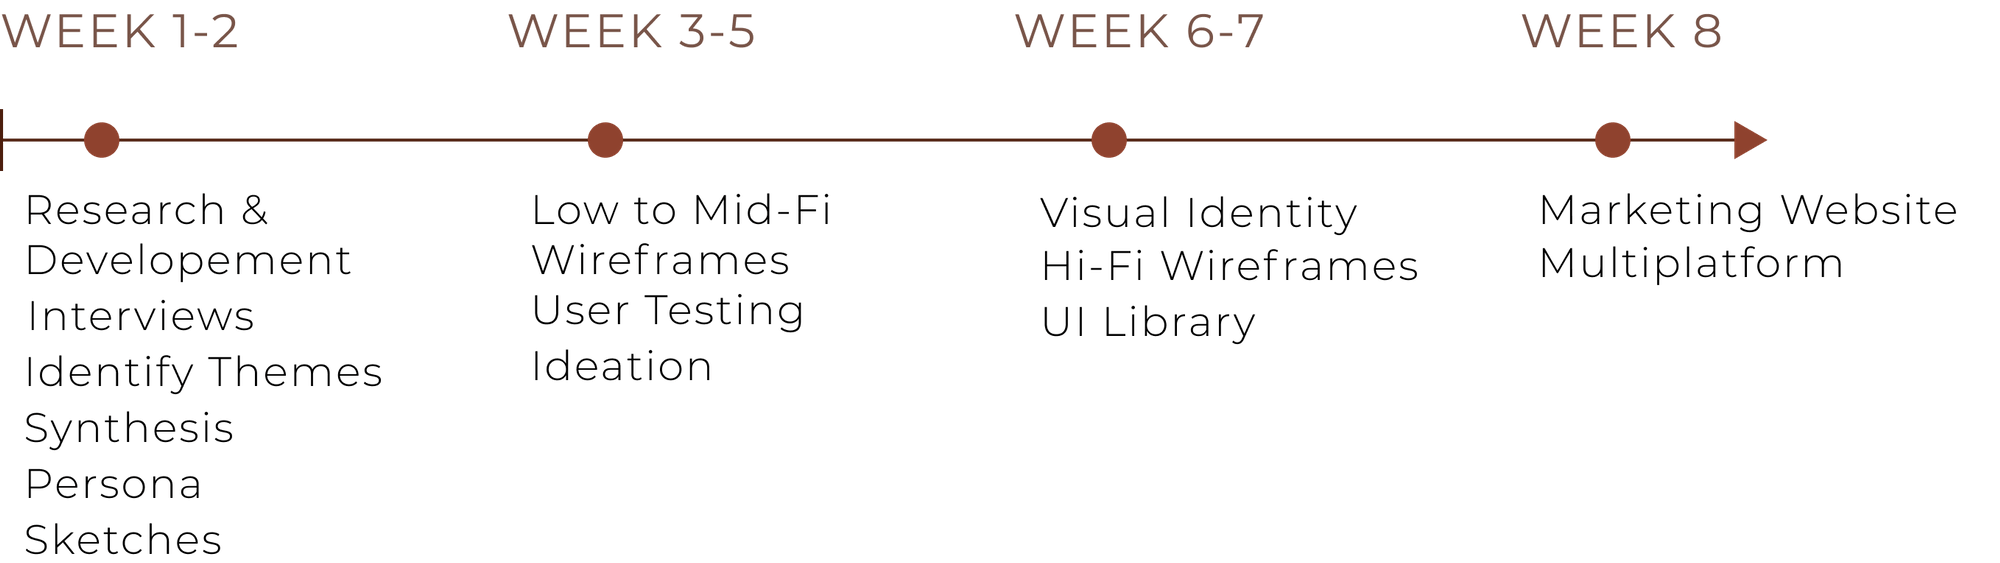 WEEK 1-2
Research &
Developement
Interviews
Identify Themes
Synthesis
Persona
Sketches
WEEK 3-5
Low to Mid-Fi
Wireframes
User Testing
Ideation
WEEK 6-7
Visual Identity
Hi-Fi Wireframes
UI Library
WEEK 8
Marketing Website
Multiplatform